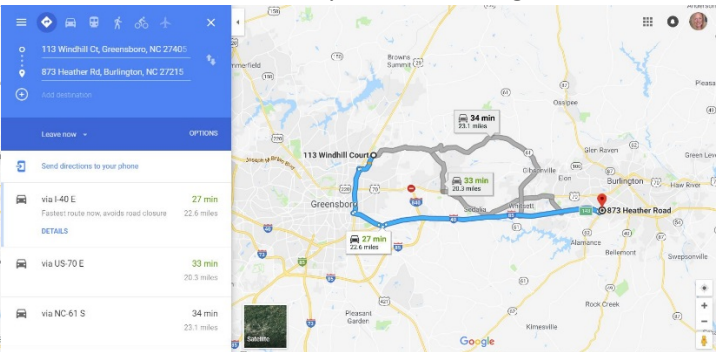 113 Windhill Ct, Greensboro, NC 27405
873 Heather Rd, Burlington, NC 27215
Add destination
Leave now
OPTIONS
Send directions to your phone
via I-40 E
27 min
Fastest route now, avoids road closure
22.6 miles
DETAILS
via US-70 E
33 min
20.3 miles
via NC-61 S
34 min
23.1 miles
Browns
Summit
Ossipee
34 min
23.1 miles
113 Windhill Court
Glen Raven
Green Lev
Gibsonville
Elon
Burlington
Haw River
33 min
20.3 miles
Greensboro
Sedalia
Whitsett
873 Heather Road
27 min
22.6 miles
Alamance
Bellemont
Swepsonville
Rock Creek
Pleasant
Garden
Kimesville
Satellite
Google